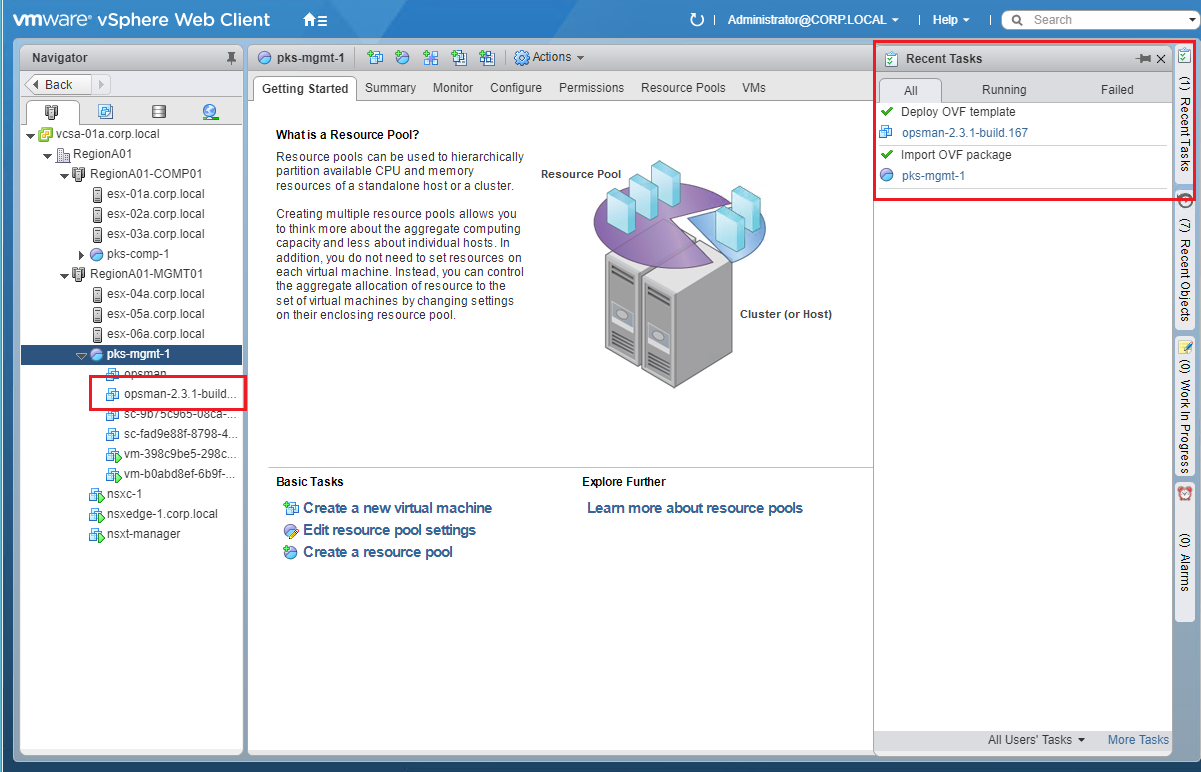 vmware® vSphere Web Client
Administrator@CORP.LOCAL
Help
Search
Navigator
Back
vcsa-01a.corp.local
RegionA01
RegionA01-COMP01
esx-01a.corp.local
esx-02a.corp.local
esx-03a.corp.local
pks-comp-1
RegionA01-MGMT01
esx-04a.corp.local
esx-05a.corp.local
esx-06a.corp.local
pks-mgmt-1
opsman
opsman-2.3.1-build...
sc-9b75c965-08ca-...
sc-fad9e88f-8798-4...
vm-398c9be5-298c...
vm-b0abd8ef-6b9f-...
nsxc-1
nsxedge-1.corp.local
nsxt-manager
pks-mgmt-1
Actions
Getting Started
Summary
Monitor
Configure
Permissions
Resource Pools
VMs
What is a Resource Pool?
Resource pools can be used to hierarchically
partition available CPU and memory
resources of a standalone host or a cluster.
Creating multiple resource pools allows you
to think more about the aggregate computing
capacity and less about individual hosts. In
addition, you do not need to set resources on
each virtual machine. Instead, you can control
the aggregate allocation of resource to the
set of virtual machines by changing settings
on their enclosing resource pool.
Resource Pool
Cluster (or Host)
Basic Tasks
Create a new virtual machine
Edit resource pool settings
Create a resource pool
Explore Further
Learn more about resource pools
Recent Tasks
All
Running
Failed
Deploy OVF template
opsman-2.3.1-build.167
Import OVF package
pks-mgmt-1
All Users' Tasks
More Tasks
(1) Recent Tasks
(7) Recent Objects
(0) Work In Progress
(0) Alarms